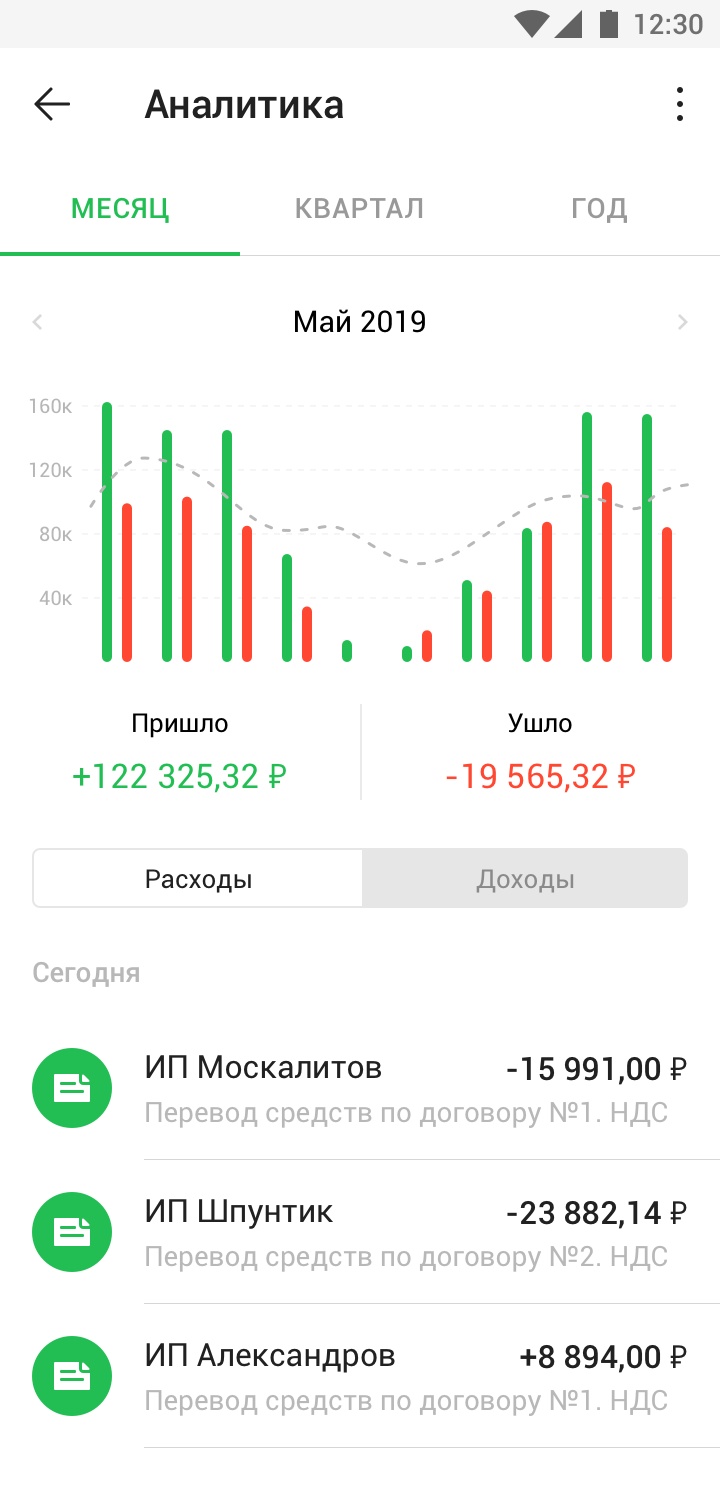 12:30
Аналитика
МЕСЯЦ КВАРТАЛ ГОД
Май 2019
160к
120к
80к
40к
Пришло Ушло
+122 325,32 ₽ -19 565,32 ₽
Расходы Доходы
Сегодня
ИП Москалитов -15 991,00 ₽
Перевод средств по договору №1. НДС
ИП Шпунтик -23 882,14 ₽
Перевод средств по договору №2. НДС
ИП Александров +8 894,00 ₽
Перевод средств по договору №1. НДС